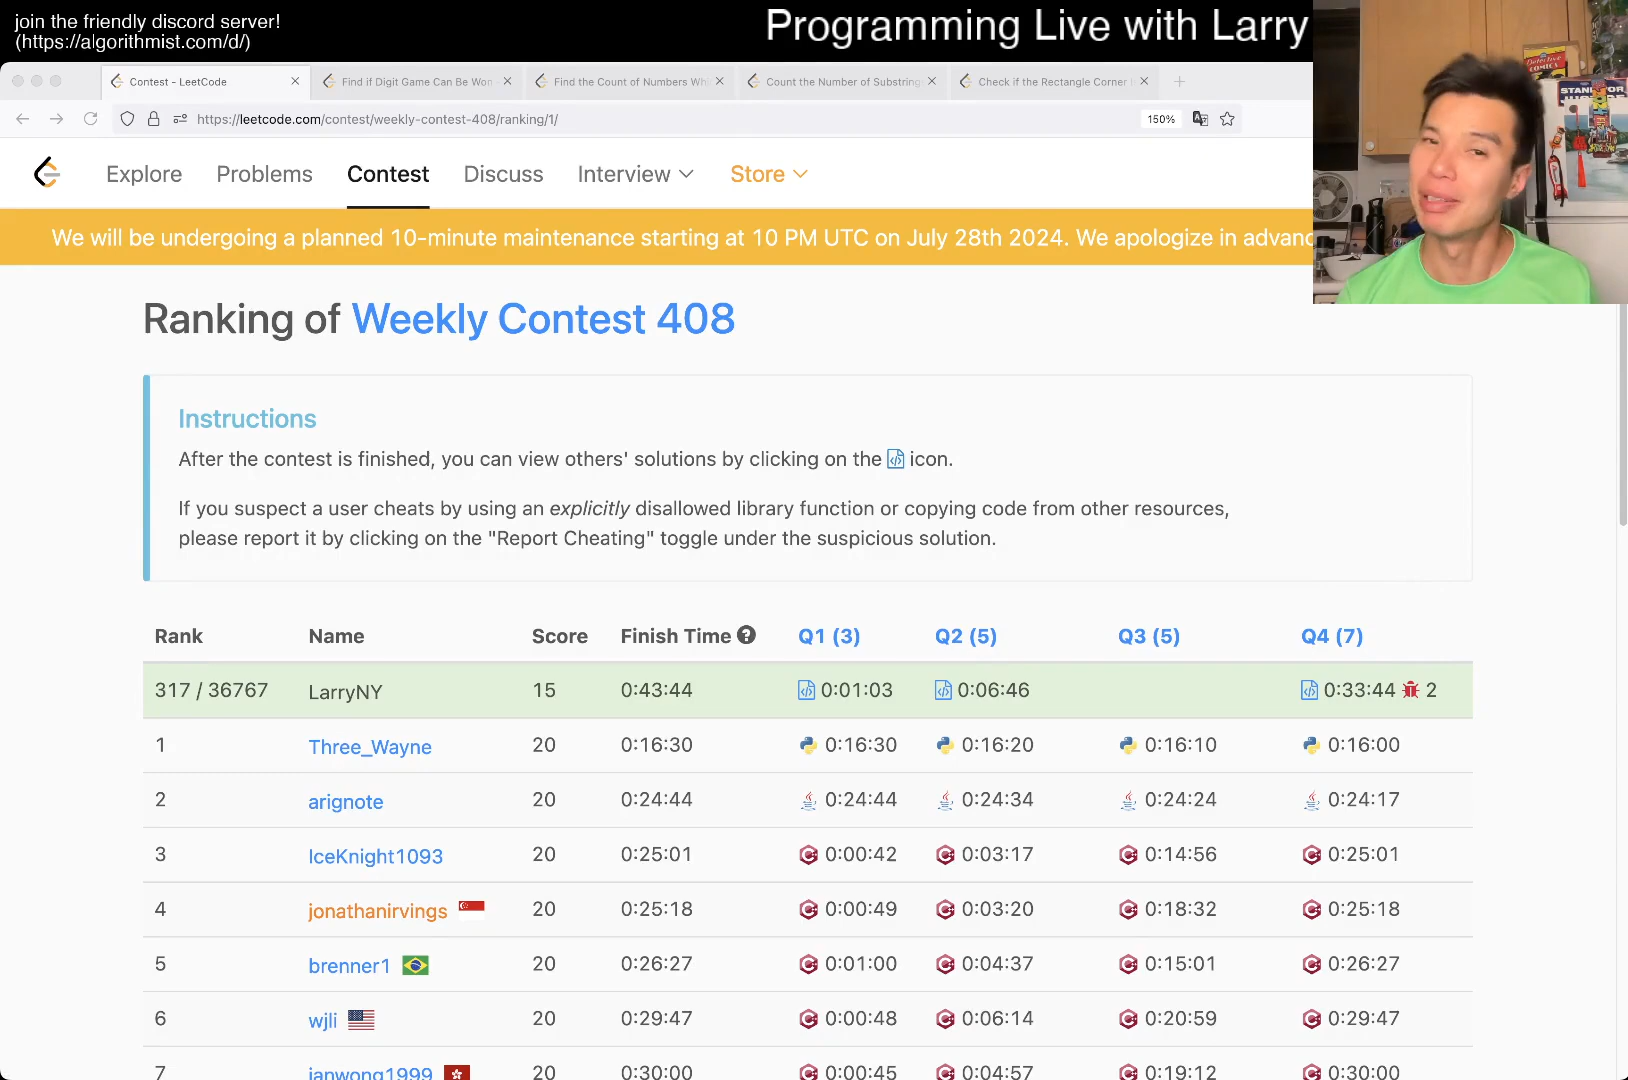 join the friendly discord server!
(https://algorithmist.com/d/)
Programming Live with Larry
Contest - LeetCode
Find if Digit Game Can Be Won -
Find the Count of Numbers Whi
Count the Number of Substring
Check if the Rectangle Corner I
https://leetcode.com/contest/weekly-contest-408/ranking/1/
150%
Explore Problems Contest Discuss Interview Store
We will be undergoing a planned 10-minute maintenance starting at 10 PM UTC on July 28th 2024. We apologize in advanc
Ranking of Weekly Contest 408
Instructions
After the contest is finished, you can view others' solutions by clicking on the icon.
If you suspect a user cheats by using an explicitly disallowed library function or copying code from other resources,
please report it by clicking on the "Report Cheating" toggle under the suspicious solution.
Rank Name Score Finish Time Q1 (3) Q2 (5) Q3 (5) Q4 (7)
317 / 36767 LarryNY 15 0:43:44 0:01:03 0:06:46 0:33:44 2
1 Three_Wayne 20 0:16:30 0:16:30 0:16:20 0:16:10 0:16:00
2 arignote 20 0:24:44 0:24:44 0:24:34 0:24:24 0:24:17
3 IceKnight1093 20 0:25:01 0:00:42 0:03:17 0:14:56 0:25:01
4 jonathanirvings 20 0:25:18 0:00:49 0:03:20 0:18:32 0:25:18
5 brenner1 20 0:26:27 0:01:00 0:04:37 0:15:01 0:26:27
6 wjli 20 0:29:47 0:00:48 0:06:14 0:20:59 0:29:47
7 ianwong1999 20 0:30:00 0:00:45 0:04:57 0:19:12 0:30:00